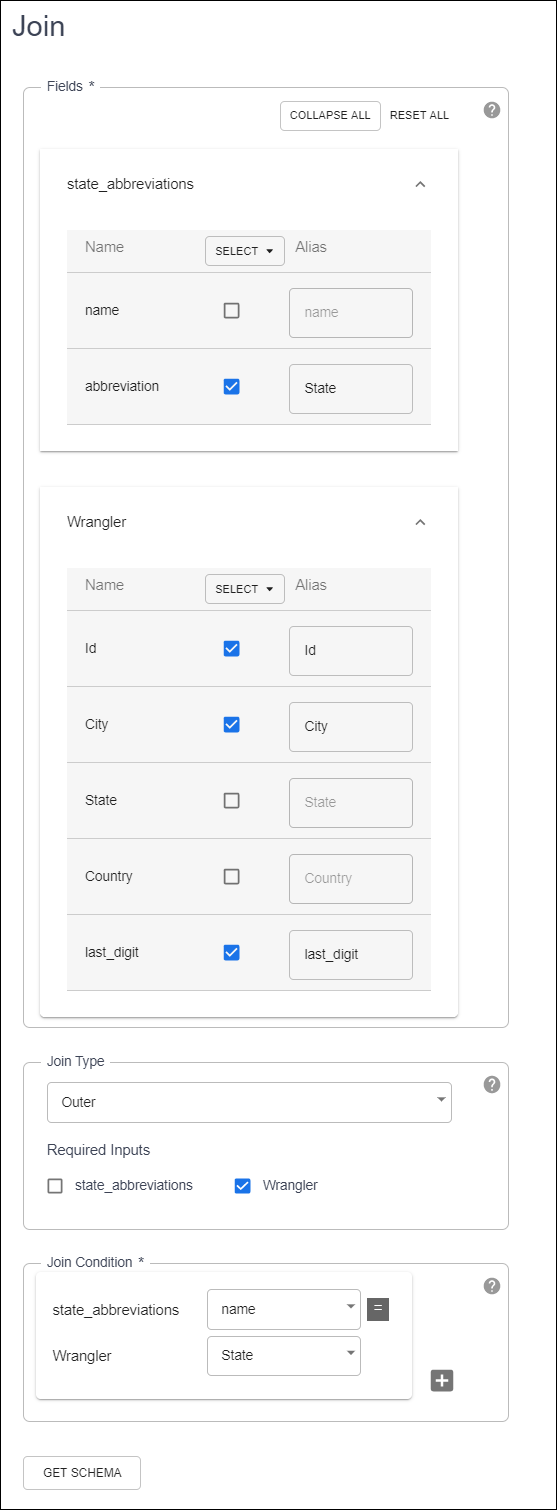 Join
Fields *
COLLAPSE ALL RESET ALL
state_abbreviations
Name SELECT Alias
name name
abbreviation State
Wrangler
Name SELECT Alias
Id Id
City City
State State
Country Country
last_digit last_digit
Join Type
Outer
Required Inputs
state_abbreviations Wrangler
Join Condition *
state_abbreviations name =
Wrangler State
GET SCHEMA